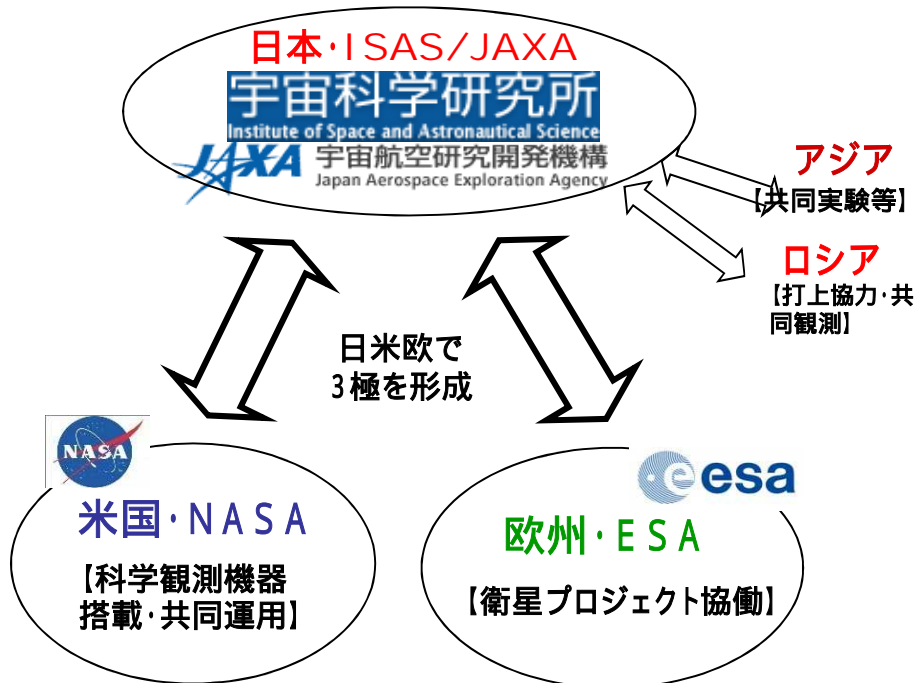 日本・ISAS/JAXA
宇宙科学研究所
Institute of Space and Astronautical Science
JAXA 宇宙航空研究開発機構
Japan Aerospace Exploration Agency
アジア
【共同実験等】
ロシア
【打上協力・共
同観測】
日米欧で
3極を形成
NASA
米国・NASA
【科学観測機器
搭載・共同運用】
esa
欧州・ESA
【衛星プロジェクト協働】